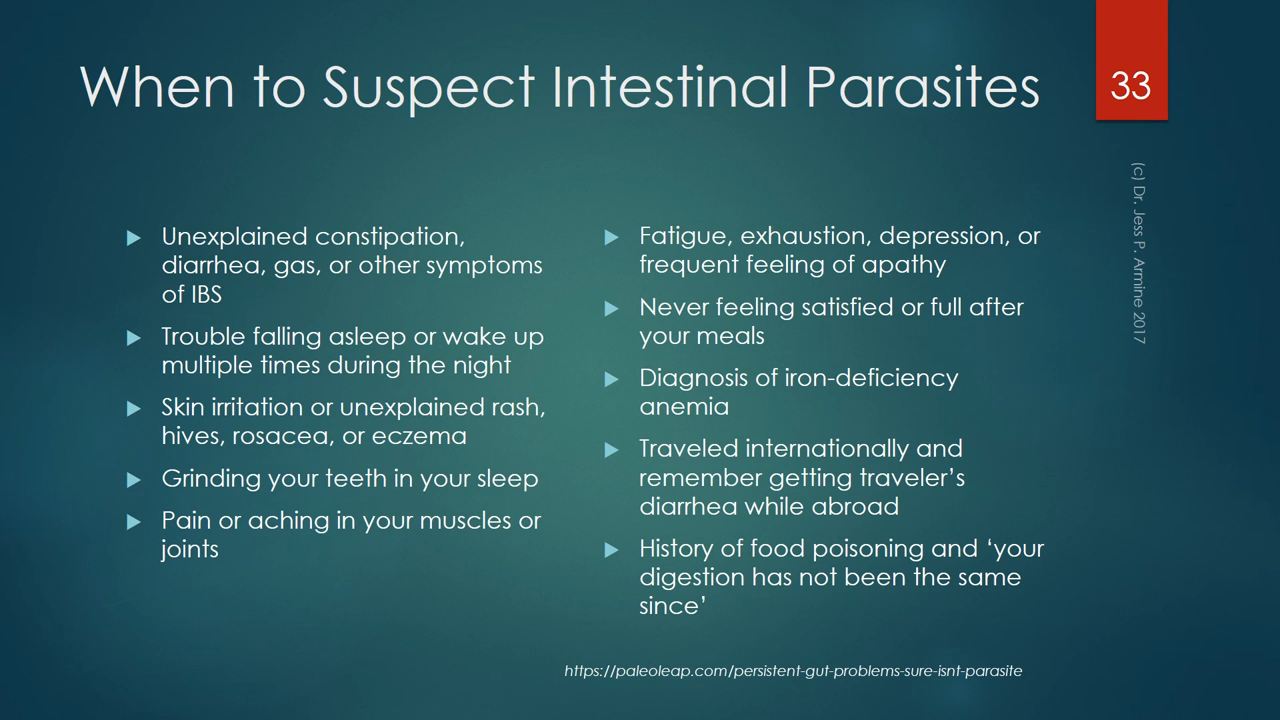 When to Suspect Intestinal Parasites
33
Unexplained constipation,
diarrhea, gas, or other symptoms
of IBS
Trouble falling asleep or wake up
multiple times during the night
Skin irritation or unexplained rash,
hives, rosacea, or eczema
Grinding your teeth in your sleep
Pain or aching in your muscles or
joints
Fatigue, exhaustion, depression, or
frequent feeling of apathy
Never feeling satisfied or full after
your meals
Diagnosis of iron-deficiency
anemia
Traveled internationally and
remember getting traveler’s
diarrhea while abroad
History of food poisoning and ‘your
digestion has not been the same
since’
(c) Dr. Jess P. Armine 2017
https://paleoleap.com/persistent-gut-problems-sure-isnt-parasite